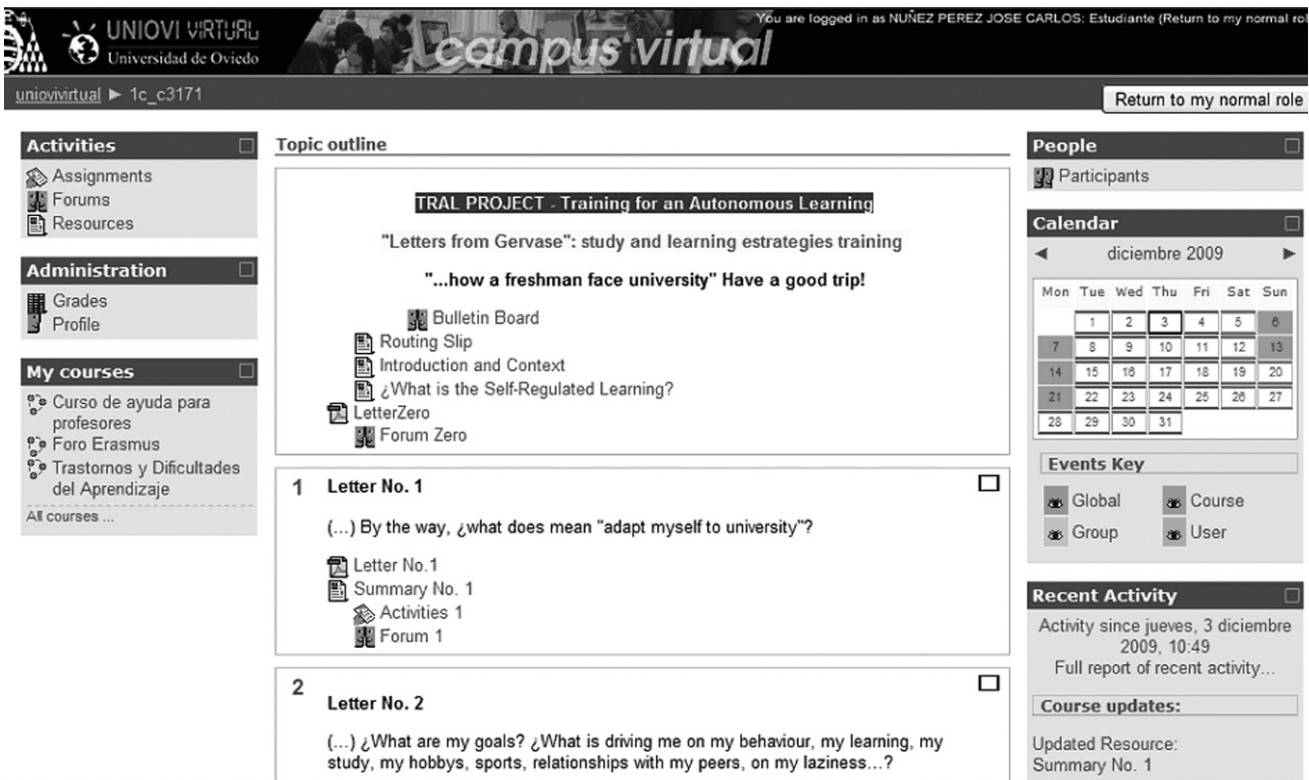 You are logged in as NUÑEZ PEREZ JOSE CARLOS: Estudiante (Return to my normal rol
UNIOVI VIRTUAL
Universidad de Oviedo
campus virtual
uniovivirtual ► 1c_c3171
Return to my normal role
Activities
Assignments
Forums
Resources
Administration
Grades
Profile
My courses
Curso de ayuda para
profesores
Foro Erasmus
Trastornos y Dificultades
del Aprendizaje
All courses ...
Topic outline
TRAL PROJECT - Training for an Autonomous Learning
"Letters from Gervase": study and learning estrategies training
"...how a freshman face university" Have a good trip!
Bulletin Board
Routing Slip
Introduction and Context
¿What is the Self-Regulated Learning?
LetterZero
Forum Zero
1 Letter No. 1
(...) By the way, ¿what does mean "adapt myself to university"?
Letter No.1
Summary No. 1
Activities 1
Forum 1
2
Letter No. 2
(...) ¿What are my goals? ¿What is driving me on my behaviour, my learning, my
study, my hobbys, sports, relationships with my peers, on my laziness...?
People
Participants
Calendar
◄ diciembre 2009 ►
Mon Tue Wed Thu Fri Sat Sun
1 2 3 4 5 6
7 8 9 10 11 12 13
14 15 16 17 18 19 20
21 22 23 24 25 26 27
28 29 30 31
Events Key
Global Course
Group User
Recent Activity
Activity since jueves, 3 diciembre
2009, 10:49
Full report of recent activity...
Course updates:
Updated Resource:
Summary No. 1